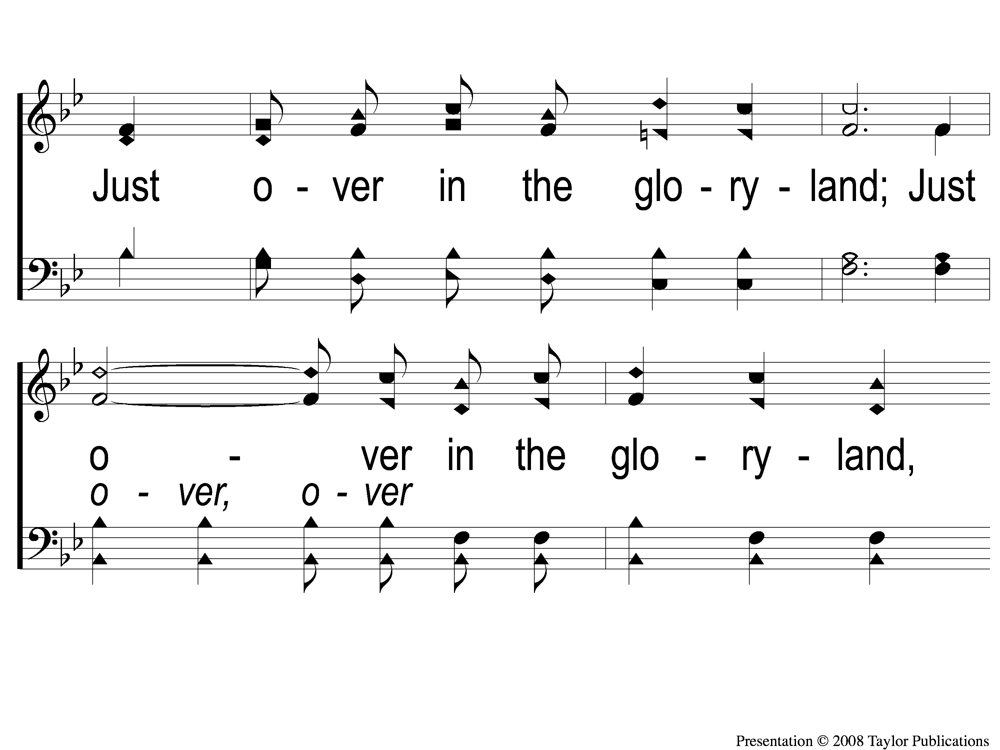 Just o - ver in the glo - ry - land; Just
o - ver in the glo - ry - land,
o - ver, o - ver
Presentation © 2008 Taylor Publications